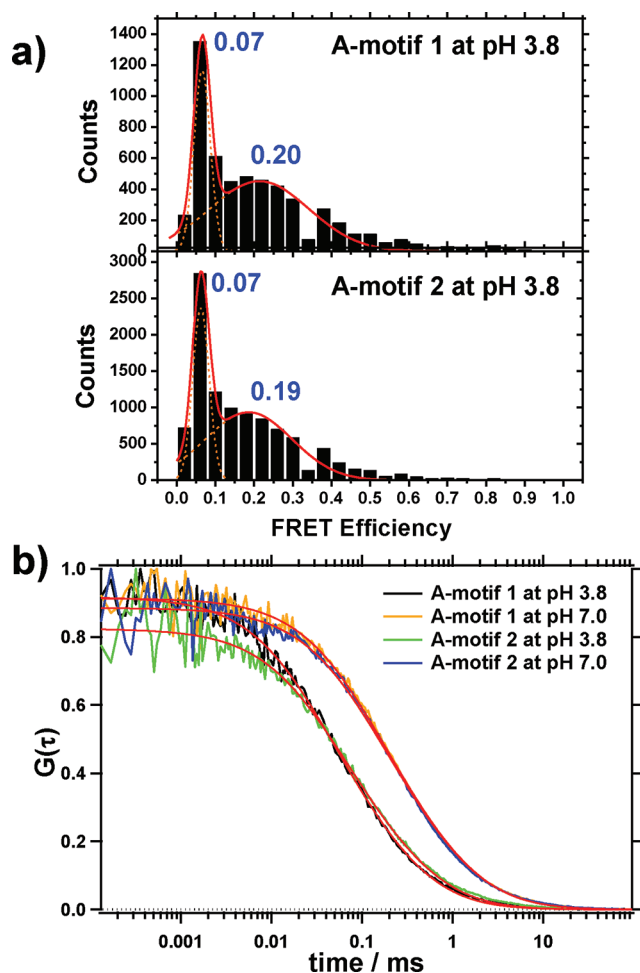 a)
A-motif 1 at pH 3.8
0.07
0.20
Counts
1400
1200
1000
800
600
400
200
0
A-motif 2 at pH 3.8
0.07
0.19
Counts
3000
2500
2000
1500
1000
500
0
0.0 0.1 0.2 0.3 0.4 0.5 0.6 0.7 0.8 0.9 1.0
FRET Efficiency
b)
A-motif 1 at pH 3.8
A-motif 1 at pH 7.0
A-motif 2 at pH 3.8
A-motif 2 at pH 7.0
G(τ)
1.0
0.8
0.6
0.4
0.2
0.0
0.001 0.01 0.1 1 10
time / ms